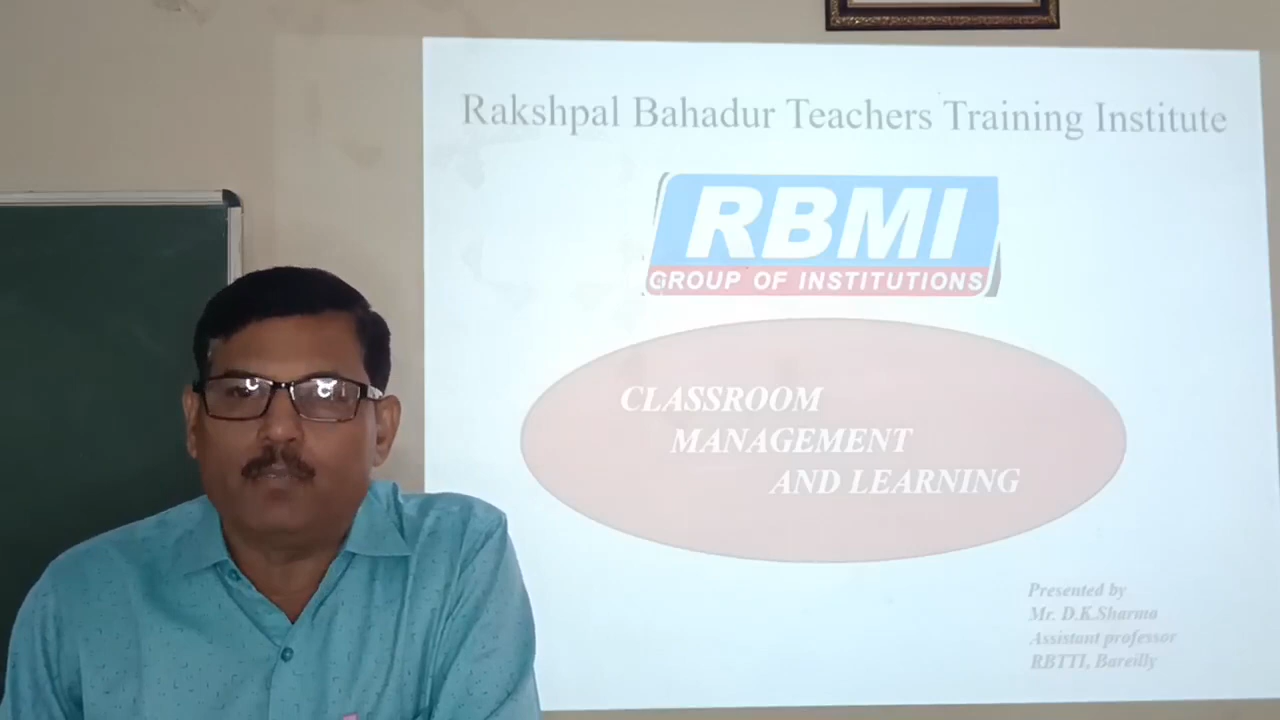 Rakshpal Bahadur Teachers Training Institute
RBMI
GROUP OF INSTITUTIONS
CLASSROOM
MANAGEMENT
AND LEARNING
Presented by
Mr. D.K.Sharma
Assistant professor
RBTTI, Bareilly